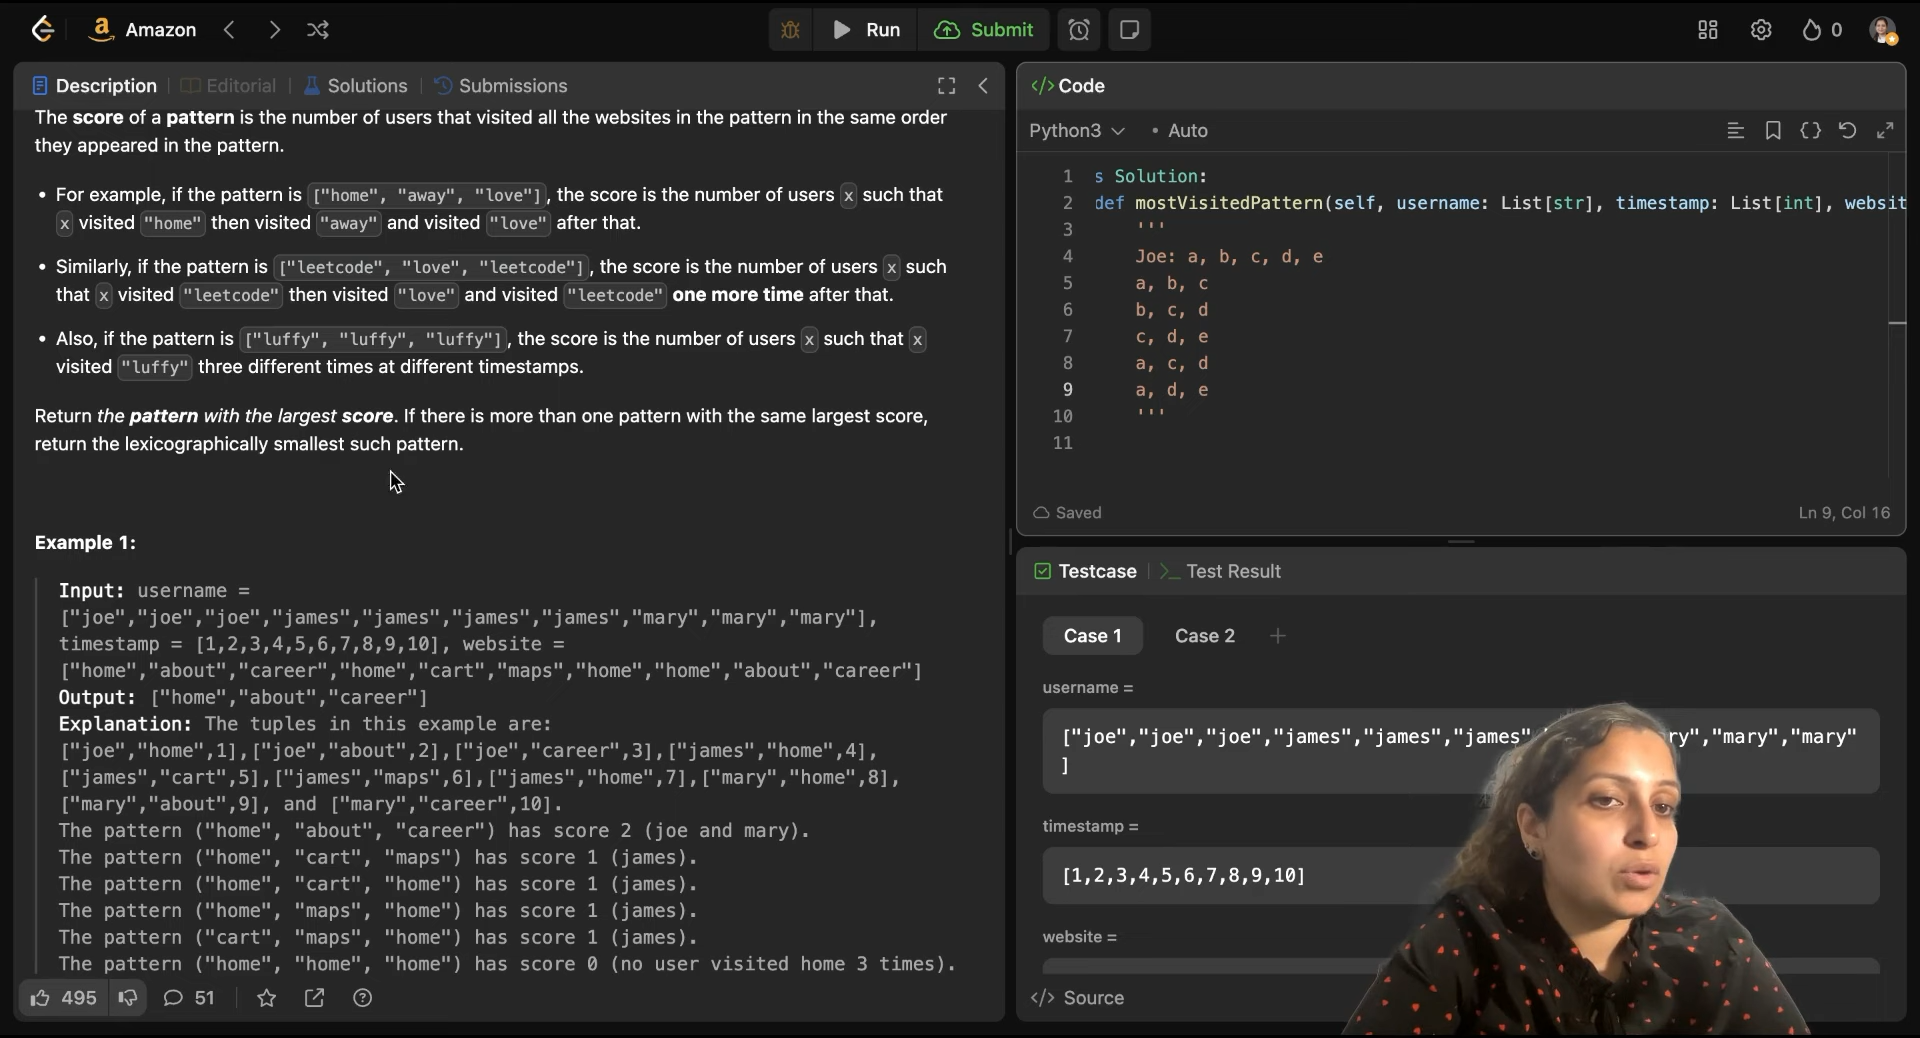 Amazon
Run
Submit
0
Description
Editorial
Solutions
Submissions
The score of a pattern is the number of users that visited all the websites in the pattern in the same order
they appeared in the pattern.
• For example, if the pattern is ["home", "away", "love"], the score is the number of users x such that
x visited "home" then visited "away" and visited "love" after that.
• Similarly, if the pattern is ["leetcode", "love", "leetcode"], the score is the number of users x such
that x visited "leetcode" then visited "love" and visited "leetcode" one more time after that.
• Also, if the pattern is ["luffy", "luffy", "luffy"], the score is the number of users x such that x
visited "luffy" three different times at different timestamps.
Return the pattern with the largest score. If there is more than one pattern with the same largest score,
return the lexicographically smallest such pattern.
Example 1:
Input: username =
["joe","joe","joe","james","james","james","james","mary","mary","mary"],
timestamp = [1,2,3,4,5,6,7,8,9,10], website =
["home","about","career","home","cart","maps","home","home","about","career"]
Output: ["home","about","career"]
Explanation: The tuples in this example are:
["joe","home",1],["joe","about",2],["joe","career",3],["james","home",4],
["james","cart",5],["james","maps",6],["james","home",7],["mary","home",8],
["mary","about",9], and ["mary","career",10].
The pattern ("home", "about", "career") has score 2 (joe and mary).
The pattern ("home", "cart", "maps") has score 1 (james).
The pattern ("home", "cart", "home") has score 1 (james).
The pattern ("home", "maps", "home") has score 1 (james).
The pattern ("cart", "maps", "home") has score 1 (james).
The pattern ("home", "home", "home") has score 0 (no user visited home 3 times).
495
51
</> Code
Python3
• Auto
1 s Solution:
2 def mostVisitedPattern(self, username: List[str], timestamp: List[int], websit
3 '''
4 Joe: a, b, c, d, e
5 a, b, c
6 b, c, d
7 c, d, e
8 a, c, d
9 a, d, e
10 '''
11
Saved
Ln 9, Col 16
Testcase
>_ Test Result
Case 1
Case 2
+
username =
["joe","joe","joe","james","james","james" ry","mary","mary"
]
timestamp =
[1,2,3,4,5,6,7,8,9,10]
website =
</> Source